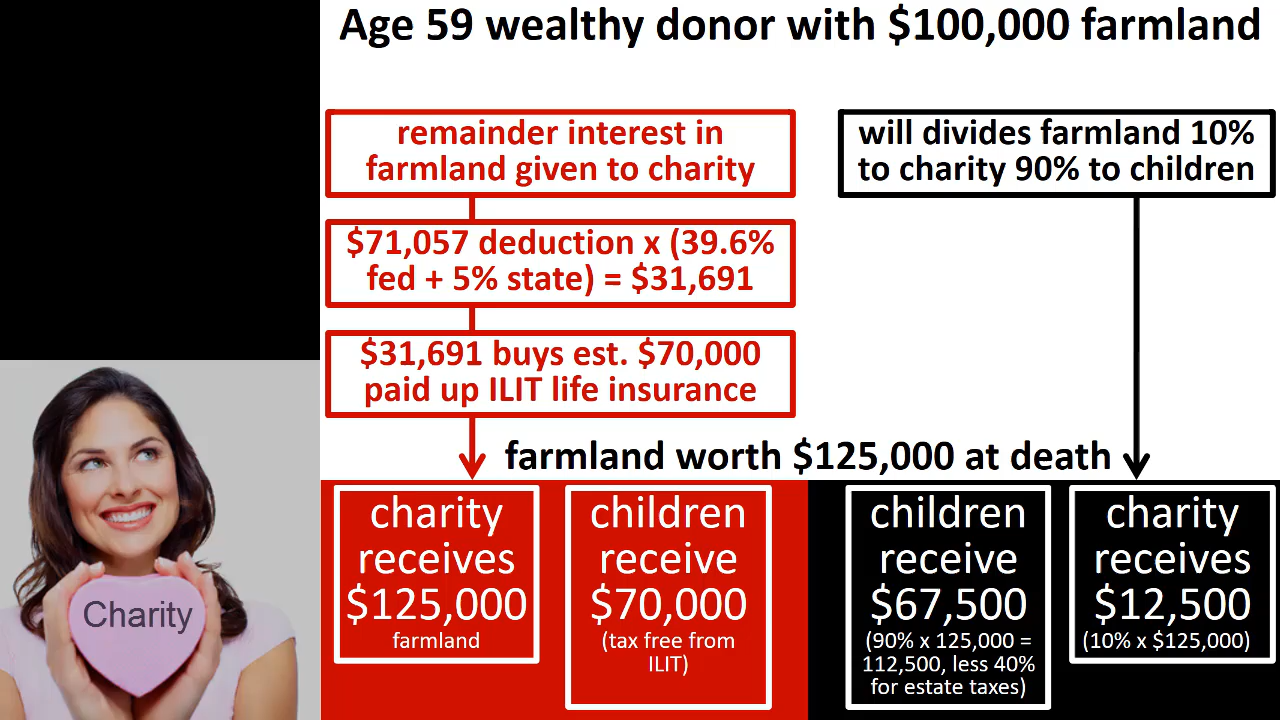 Age 59 wealthy donor with $100,000 farmland
remainder interest in
farmland given to charity
$71,057 deduction x (39.6%
fed + 5% state) = $31,691
$31,691 buys est. $70,000
paid up ILIT life insurance
will divides farmland 10%
to charity 90% to children
farmland worth $125,000 at death
charity
receives
$125,000
farmland
children
receive
$70,000
(tax free from
ILIT)
children
receive
$67,500
(90% x 125,000 =
112,500, less 40%
for estate taxes)
charity
receives
$12,500
(10% x $125,000)
Charity